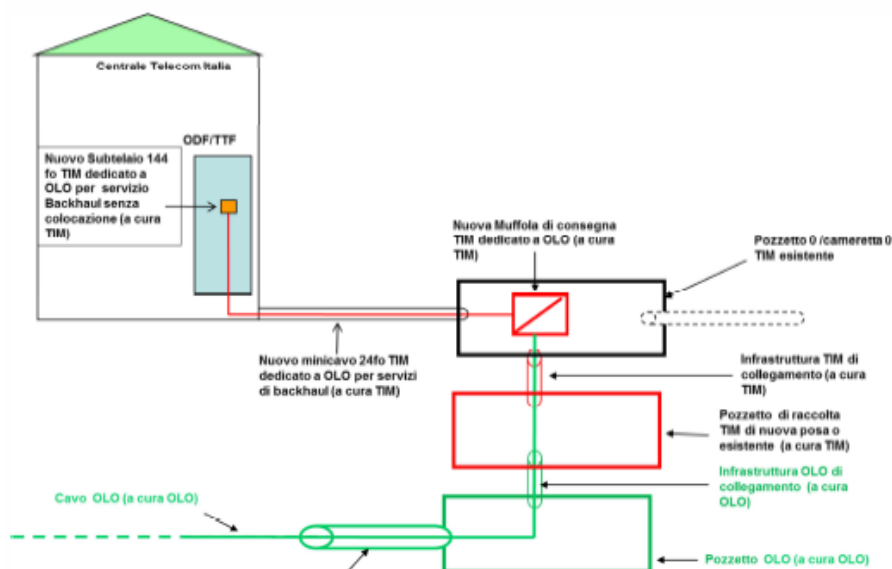 Centrale Telecom Italia
ODF/TTF
Nuovo Subtelaio 144
fo TIM dedicato a
OLO per servizio
Backhaul senza
colocazione (a cura
TIM)
Nuova Muffola di consegna
TIM dedicato a OLO (a cura
TIM)
Pozzetto 0 /cameretta 0
TIM esistente
Nuovo minicavo 24fo TIM
dedicato a OLO per servizi
di backhaul (a cura TIM)
Infrastruttura TIM di
collegamento (a cura
TIM)
Pozzetto di raccolta
TIM di nuova posa o
esistente (a cura TIM)
Infrastruttura OLO di
collegamento (a cura
OLO)
Cavo OLO (a cura OLO)
Pozzetto OLO (a cura OLO)